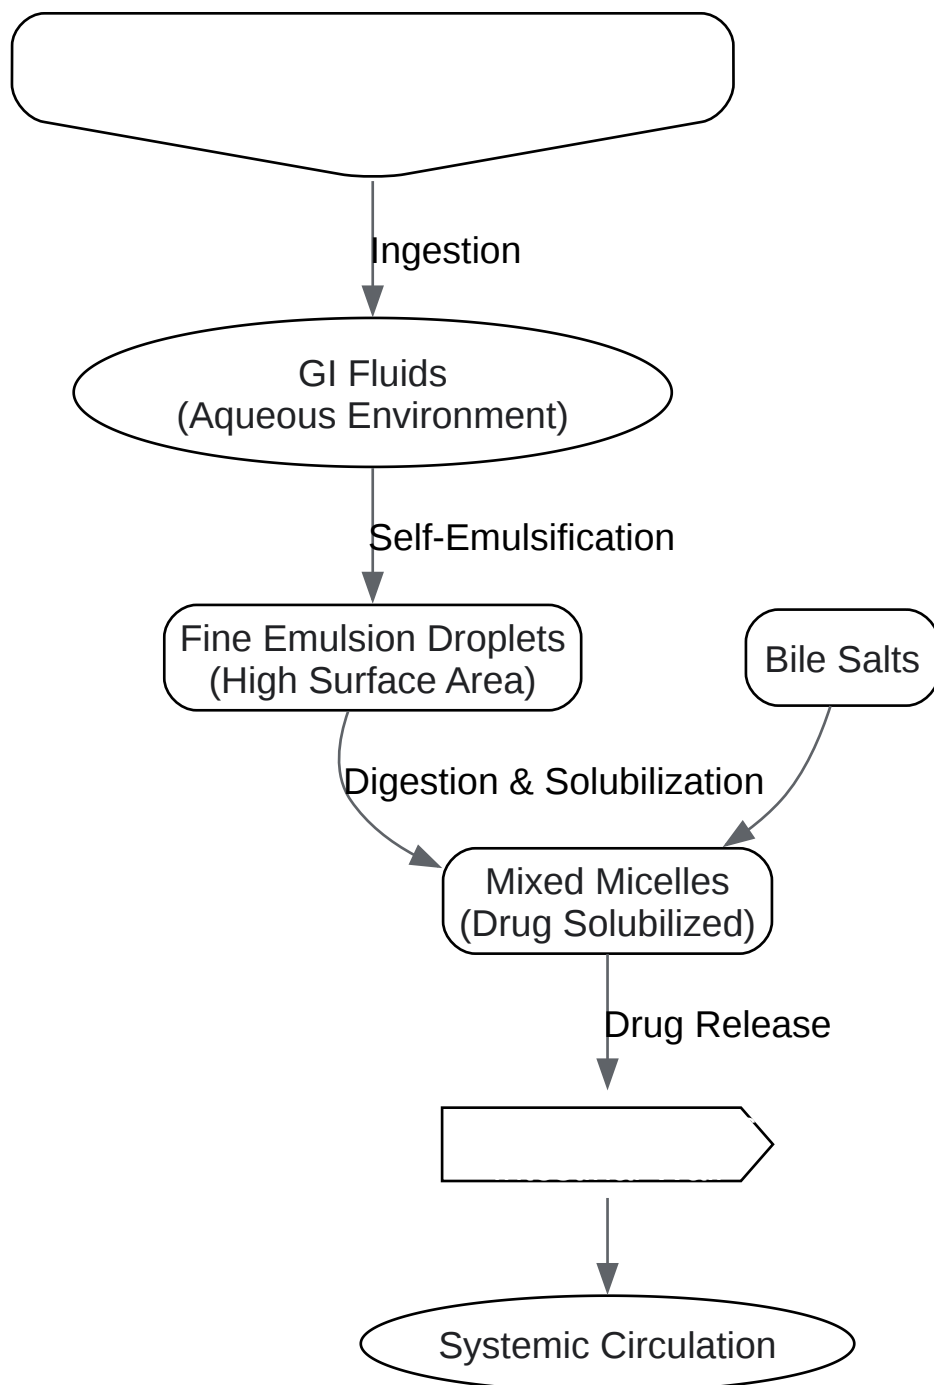 Ingestion
GI Fluids
(Aqueous Environment)
Self-Emulsification
Fine Emulsion Droplets
(High Surface Area)
Bile Salts
Digestion & Solubilization
Mixed Micelles
(Drug Solubilized)
Drug Release
Systemic Circulation